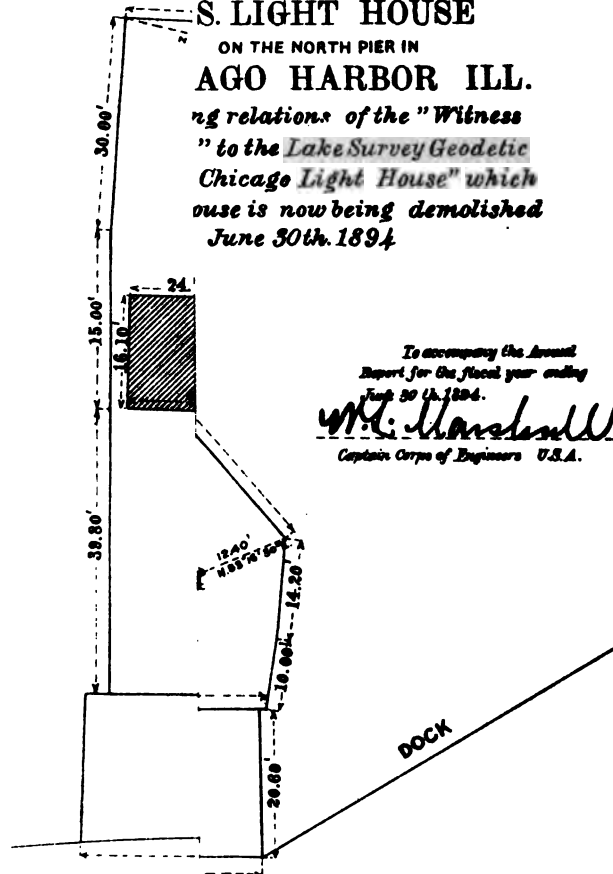 S. LIGHT HOUSE
ON THE NORTH PIER IN
AGO HARBOR ILL.
ng relations of the "Witness
" to the Lake Survey Geodetic
Chicago Light House" which
ouse is now being demolished
June 30th. 1894
30.00'
24.'
15.00'
16.10'
To accompany the Annual
Report for the fiscal year ending
June 30 th. 1894.
W. L. Marshall
Captain Corps of Engineers U.S.A.
39.80'
12.40'
14.20
10.00'
DOCK
20.60'